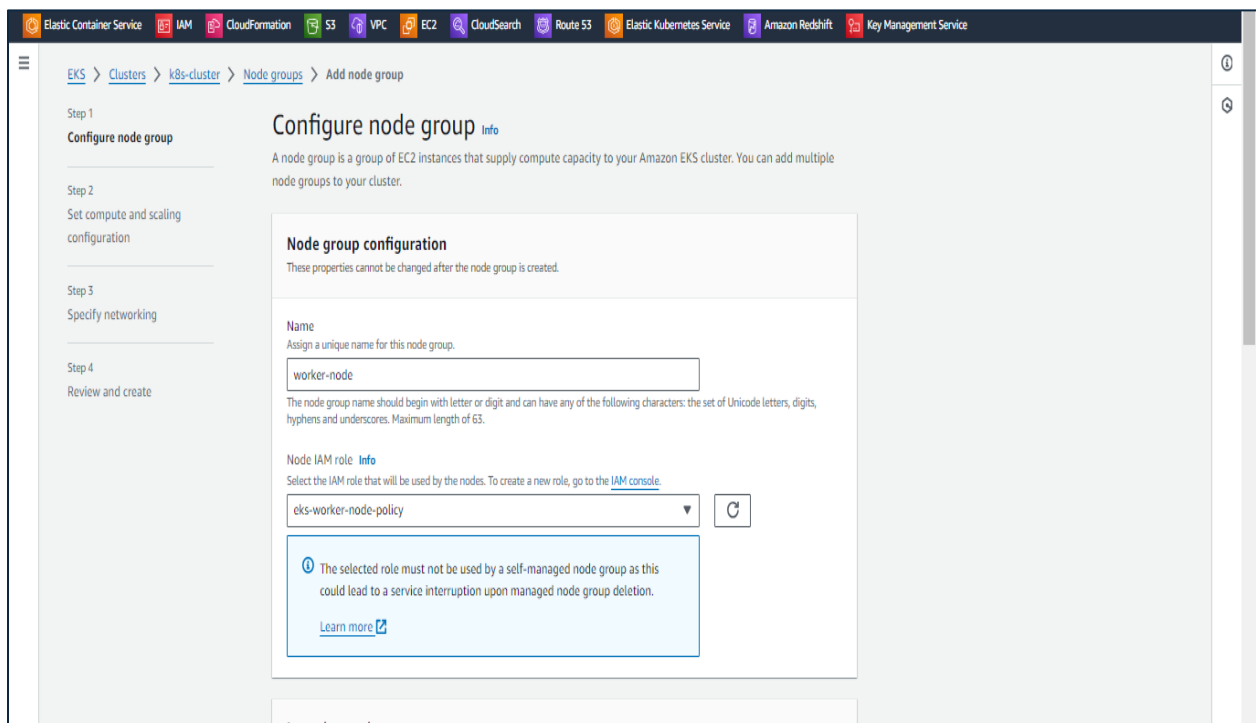 Elastic Container Service IAM CloudFormation S3 VPC EC2 CloudSearch Route 53 Elastic Kubernetes Service Amazon Redshift Key Management Service
EKS > Clusters > k8s-cluster > Node groups > Add node group
Step 1
Configure node group
Step 2
Set compute and scaling
configuration
Step 3
Specify networking
Step 4
Review and create
Configure node group Info
A node group is a group of EC2 instances that supply compute capacity to your Amazon EKS cluster. You can add multiple
node groups to your cluster.
Node group configuration
These properties cannot be changed after the node group is created.
Name
Assign a unique name for this node group.
worker-node
The node group name should begin with letter or digit and can have any of the following characters: the set of Unicode letters, digits,
hyphens and underscores. Maximum length of 63.
Node IAM role Info
Select the IAM role that will be used by the nodes. To create a new role, go to the IAM console.
eks-worker-node-policy
The selected role must not be used by a self-managed node group as this
could lead to a service interruption upon managed node group deletion.
Learn more